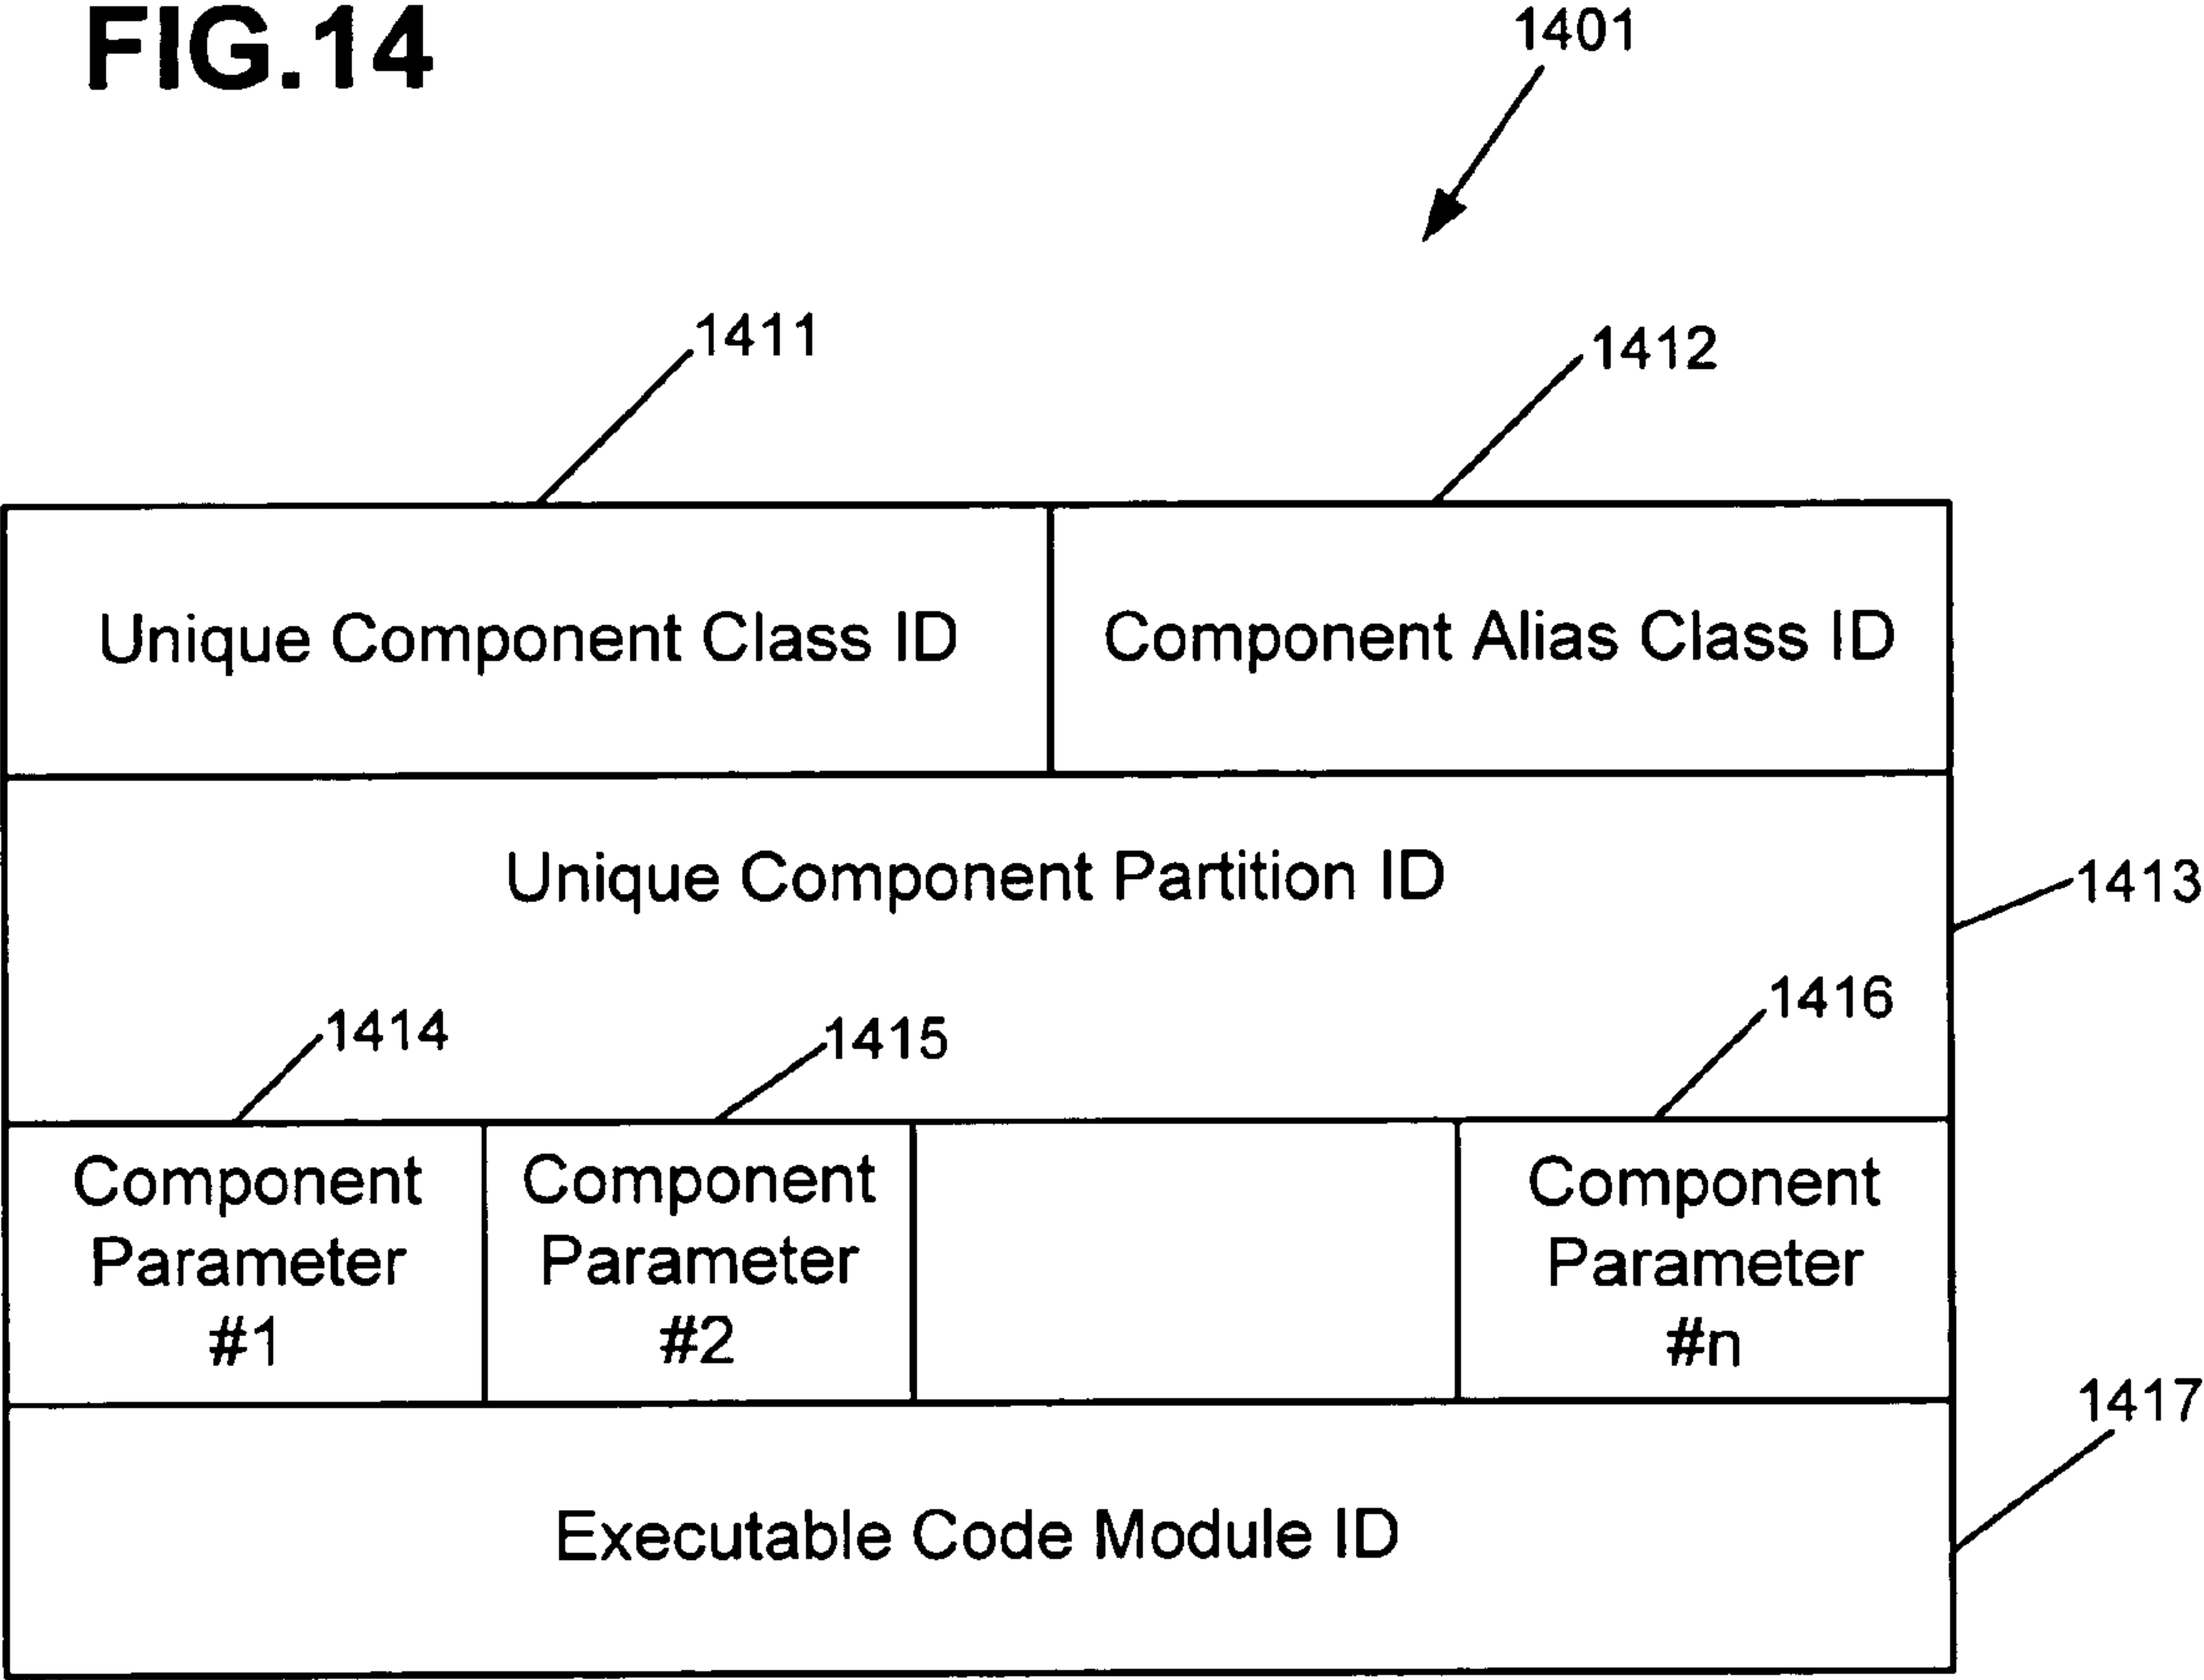 FIG.14
1401
1411
1412
Unique Component Class ID
Component Alias Class ID
Unique Component Partition ID
1413
1414
1415
1416
Component
Parameter
#1
Component
Parameter
#2
Component
Parameter
#n
1417
Executable Code Module ID